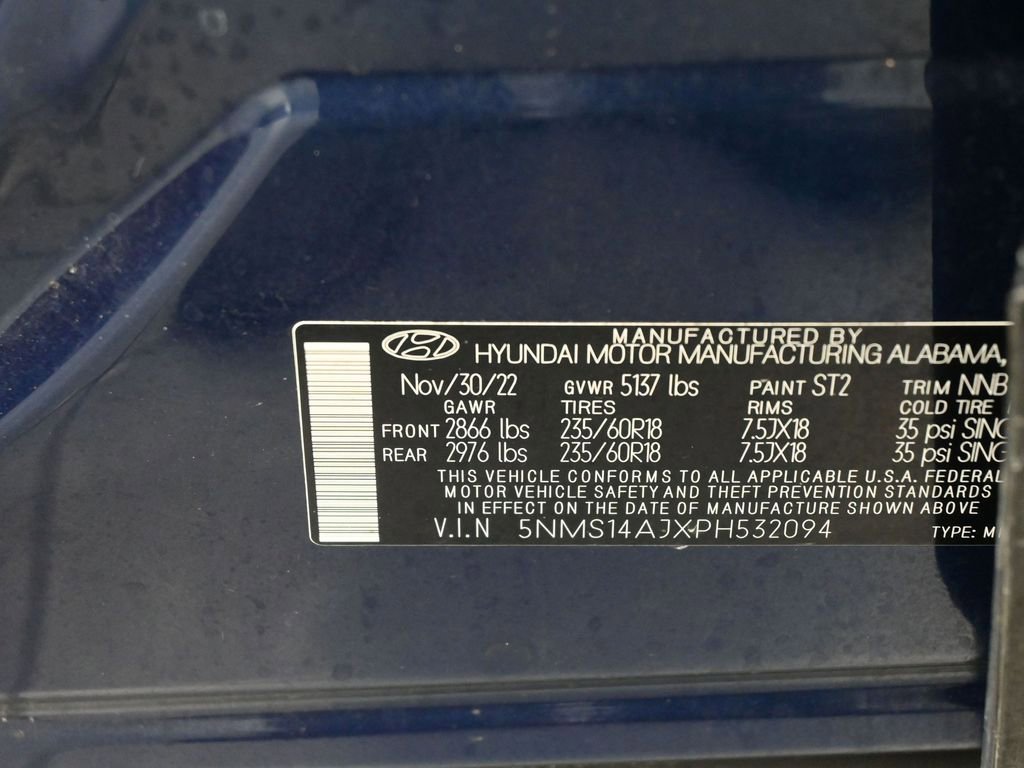 MANUFACTURED BY
HYUNDAI MOTOR MANUFACTURING ALABAMA,
Nov/30/22 GVWR 5137 lbs PAINT ST2 TRIM NNB
GAWR TIRES RIMS COLD TIRE
FRONT 2866 lbs 235/60R18 7.5JX18 35 psi SING
REAR 2976 lbs 235/60R18 7.5JX18 35 psi SING
THIS VEHICLE CONFORMS TO ALL APPLICABLE U.S.A. FEDERAL
MOTOR VEHICLE SAFETY AND THEFT PREVENTION STANDARDS
IN EFFECT ON THE DATE OF MANUFACTURE SHOWN ABOVE
V.I.N 5NMS14AJXPH532094 TYPE: